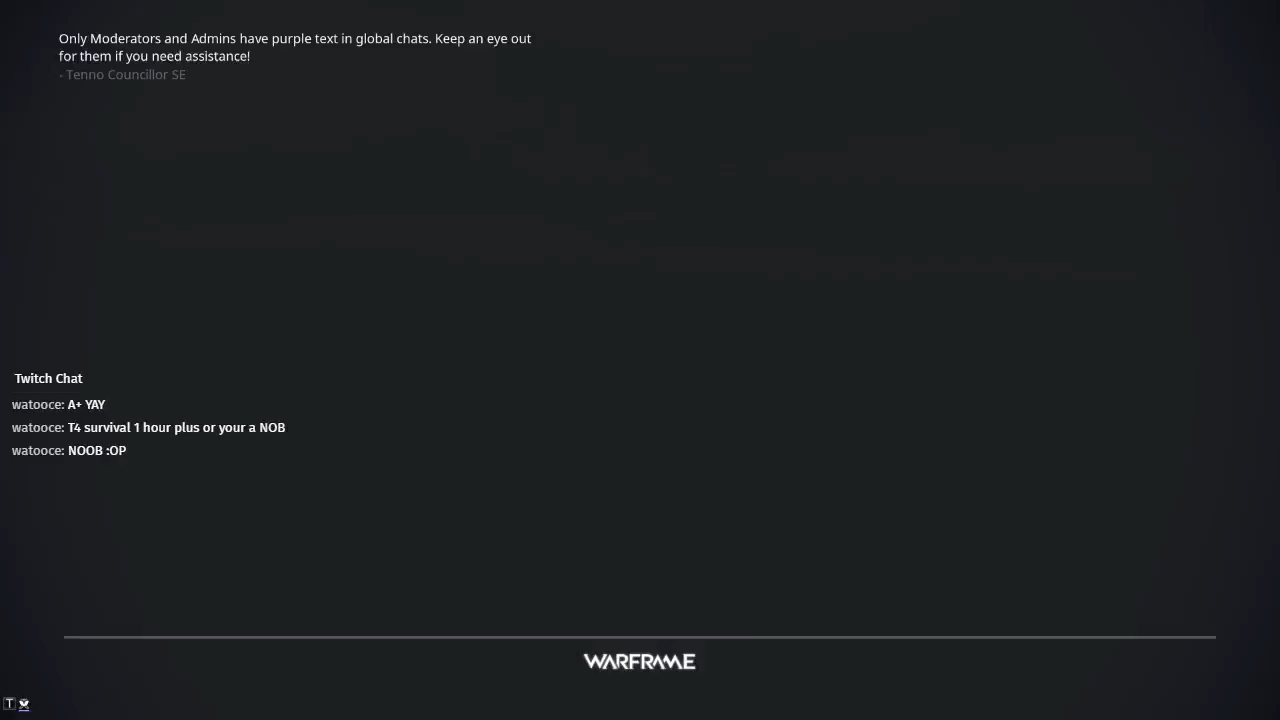 Only Moderators and Admins have purple text in global chats. Keep an eye out
for them if you need assistance!
- Tenno Councillor SE
Twitch Chat
watooce: A+ YAY
watooce: T4 survival 1 hour plus or your a NOB
watooce: NOOB :OP
WARFRAME
T